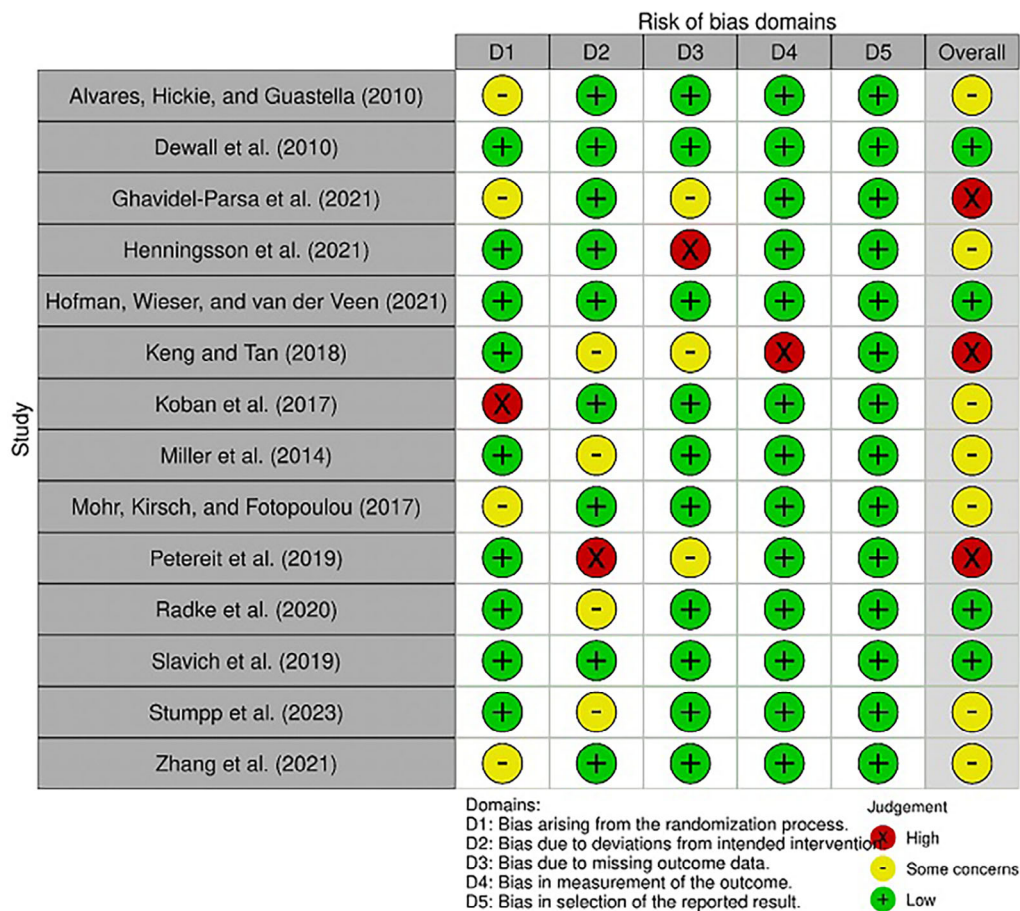 Risk of bias domains
D1 D2 D3 D4 D5 Overall
Alvares, Hickie, and Guastella (2010) - + + + + -
Dewall et al. (2010) + + + + + +
Ghavidel-Parsa et al. (2021) - + - + + X
Henningsson et al. (2021) + + X + + -
Hofman, Wieser, and van der Veen (2021) + + + + + +
Keng and Tan (2018) + - - X + X
Koban et al. (2017) X + + + + -
Miller et al. (2014) + - + + + -
Mohr, Kirsch, and Fotopoulou (2017) - + + + + -
Petereit et al. (2019) + X - + + X
Radke et al. (2020) + - + + + +
Slavich et al. (2019) + + + + + +
Stumpp et al. (2023) + - + + + -
Zhang et al. (2021) - + + + + -
Study
Domains:
D1: Bias arising from the randomization process.
D2: Bias due to deviations from intended intervention.
D3: Bias due to missing outcome data.
D4: Bias in measurement of the outcome.
D5: Bias in selection of the reported result.
Judgement
X High
- Some concerns
+ Low